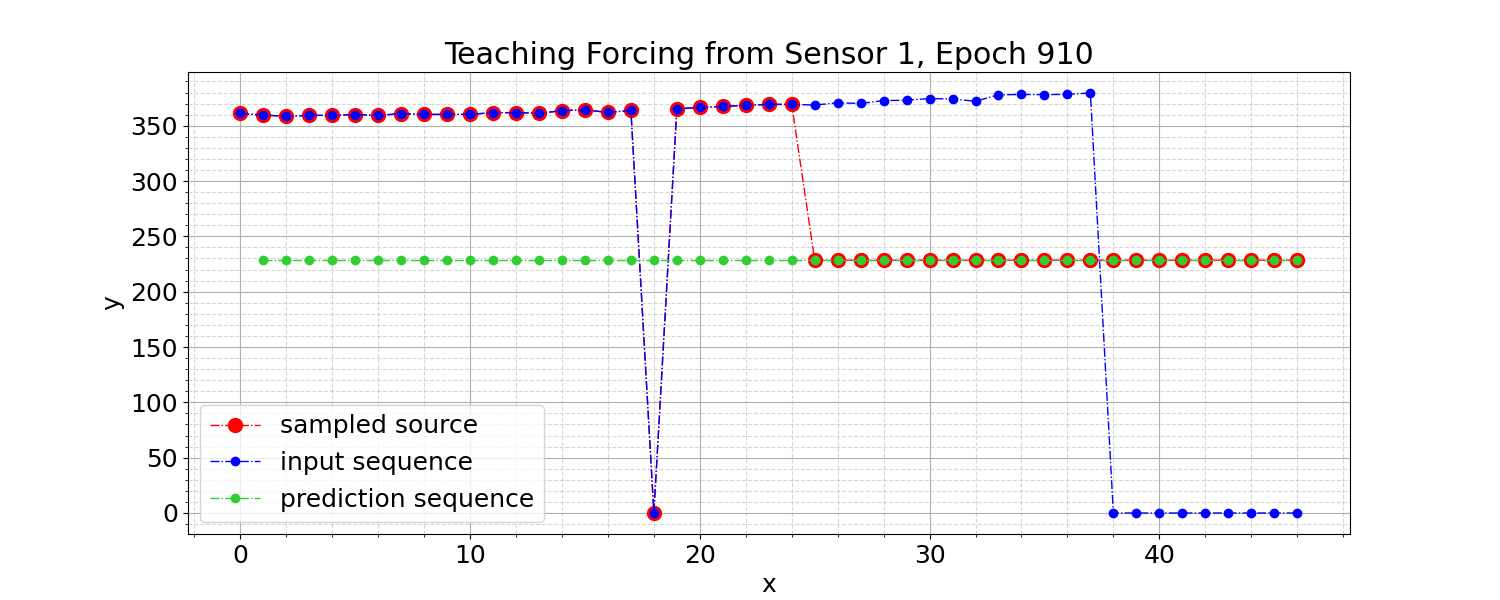 Teaching Forcing from Sensor 1, Epoch 910
y
350
300
250
200
150
100
50
0
sampled source
input sequence
prediction sequence
0 10 20 30 40
x